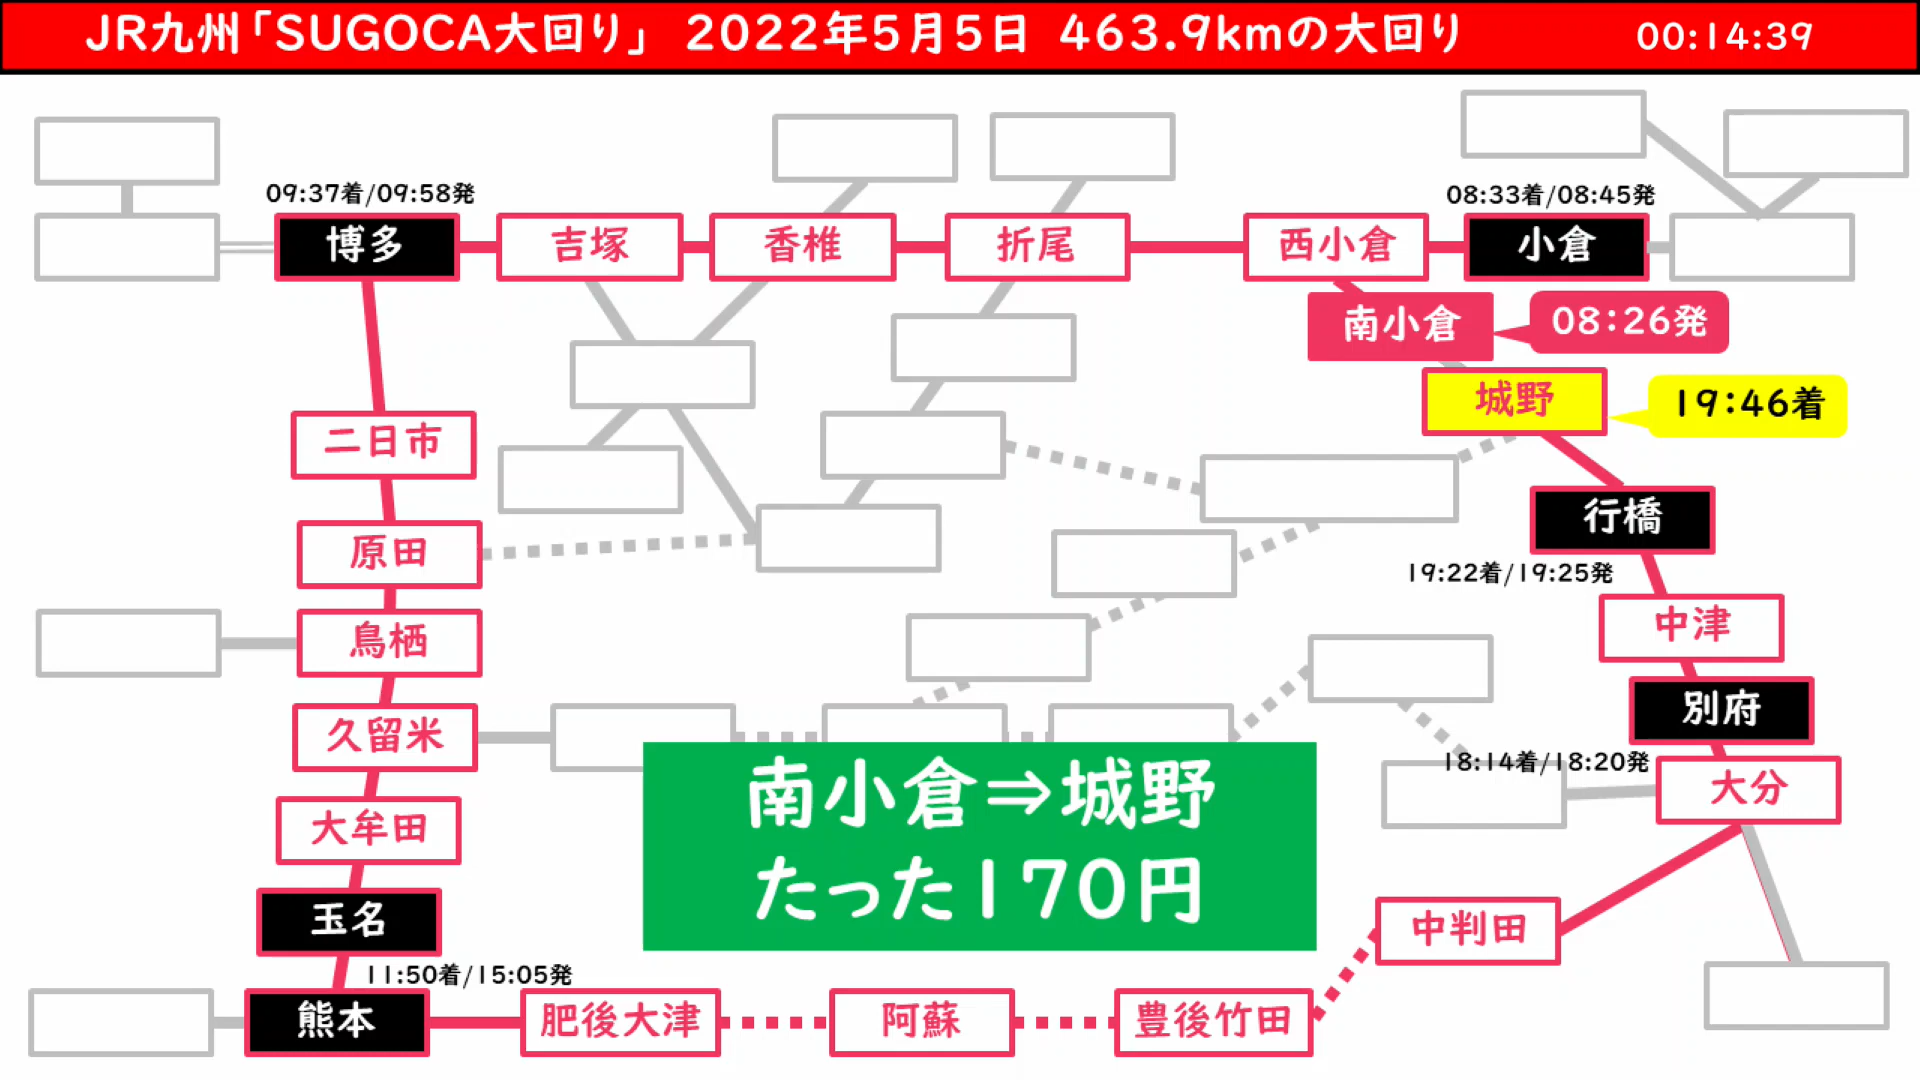 JR九州「SUGOCA大回り」 2022年5月5日 463.9kmの大回り
00:14:39
09:37着/09:58発
08:33着/08:45発
博多
吉塚
香椎
折尾
西小倉
小倉
南小倉
08:26発
城野
19:46着
二日市
行橋
原田
19:22着/19:25発
中津
鳥栖
別府
久留米
18:14着/18:20発
大分
大牟田
南小倉⇒城野
たった170円
玉名
中判田
11:50着/15:05発
熊本
肥後大津
阿蘇
豊後竹田